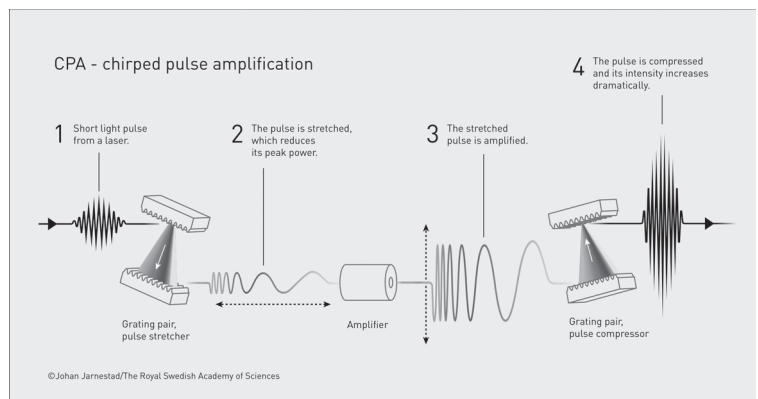 CPA - chirped pulse amplification
1 Short light pulse
from a laser.
2 The pulse is stretched,
which reduces
its peak power.
3 The stretched
pulse is amplified.
4 The pulse is compressed
and its intensity increases
dramatically.
Grating pair,
pulse stretcher
Amplifier
Grating pair,
pulse compressor
©Johan Jarnestad/The Royal Swedish Academy of Sciences